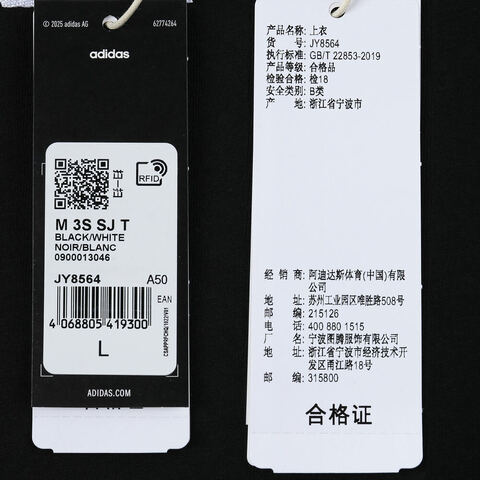 © 2025 adidas 62774264
adidas
RFID
M 3S SJ T
BLACK/WHITE
NOIR/BLANC
0900013046
JY8564 A50
EAN
4 068805 419300
L
ADIDAS.COM
产品名称: 上衣
货 号: JY8564
执行标准: GB/T 22853-2019
产品等级: 合格品
检验合格: 检18
安全类别: B类
产 地: 浙江省宁波市
经 销 商: 阿迪达斯体育(中国)有限
公司
地 址: 苏州工业园区唯胜路508号
邮 编: 215126
电 话: 400 880 1515
厂 名: 宁波图腾服饰有限公司
地 址: 浙江省宁波市经济技术开
发区甬江路18号
邮 编: 315800
合格证